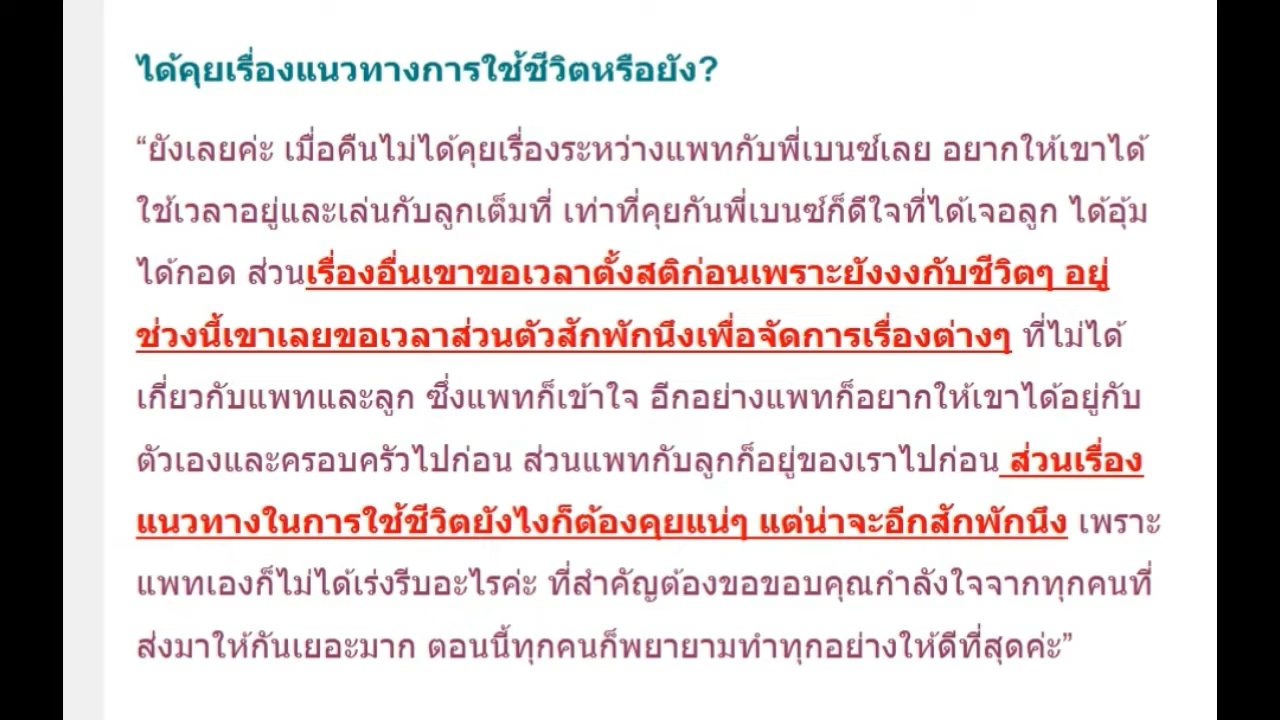 ได้คุยเรื่องแนวทางการใช้ชีวิตหรือยัง?
“ยังเลยค่ะ เมื่อคืนไม่ได้คุยเรื่องระหว่างแพทกับพี่เบนซ์เลย อยากให้เขาได้
ใช้เวลาอยู่และเล่นกับลูกเต็มที่ เท่าที่คุยกันพี่เบนซ์ก็ดีใจที่ได้เจอลูก ได้อุ้ม
ได้กอด ส่วนเรื่องอื่นเขาขอเวลาตั้งสติก่อนเพราะยังงงกับชีวิตๆ อยู่
ช่วงนี้เขาเลยขอเวลาส่วนตัวสักพักนึงเพื่อจัดการเรื่องต่างๆ ที่ไม่ได้
เกี่ยวกับแพทและลูก ซึ่งแพทก็เข้าใจ อีกอย่างแพทก็อยากให้เขาได้อยู่กับ
ตัวเองและครอบครัวไปก่อน ส่วนแพทกับลูกก็อยู่ของเราไปก่อน ส่วนเรื่อง
แนวทางในการใช้ชีวิตยังไงก็ต้องคุยแน่ๆ แต่น่าจะอีกสักพักนึง เพราะ
แพทเองก็ไม่ได้เร่งรีบอะไรค่ะ ที่สำคัญต้องขอขอบคุณกำลังใจจากทุกคนที่
ส่งมาให้กันเยอะมาก ตอนนี้ทุกคนก็พยายามทำทุกอย่างให้ดีที่สุดค่ะ”